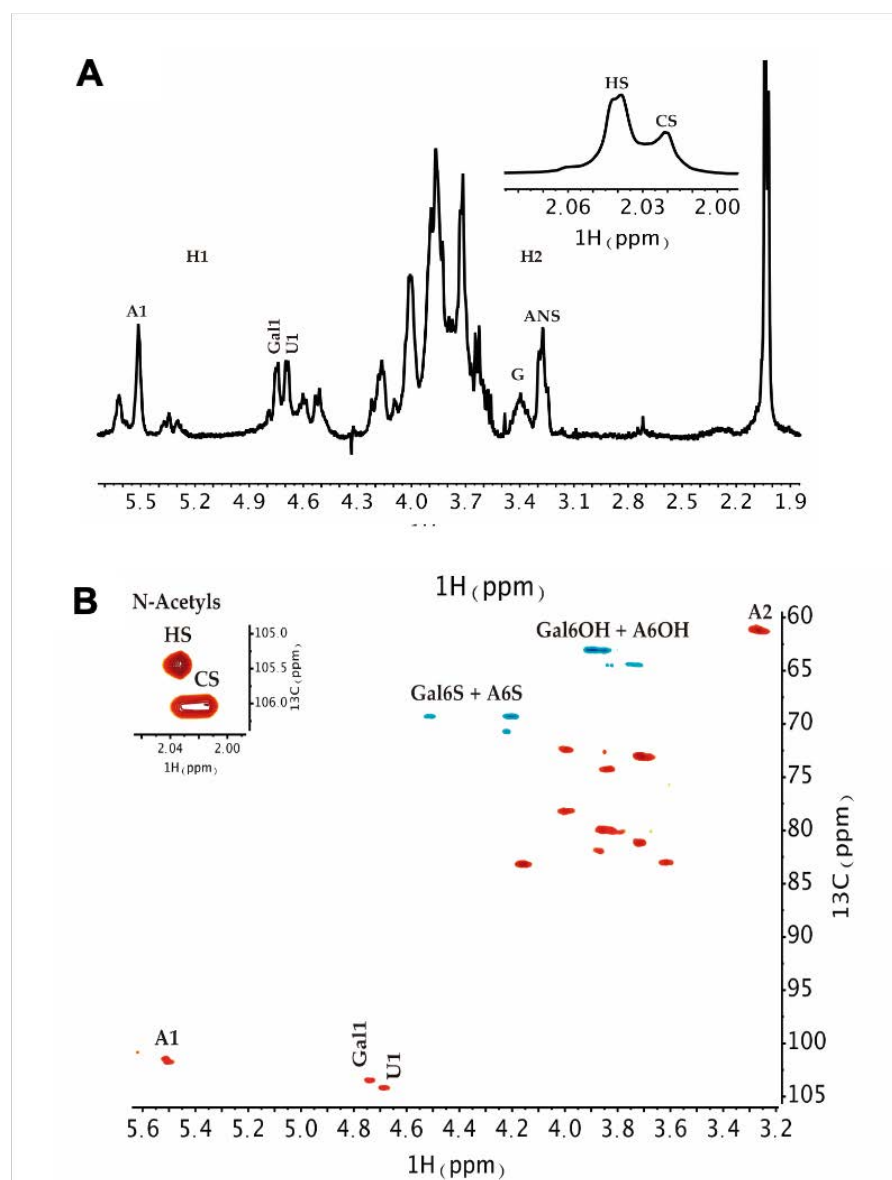 A
HS
CS
2.06 2.03 2.00
1H (ppm)
H1
H2
A1
Gal1
U1
ANS
G
5.5 5.2 4.9 4.6 4.3 4.0 3.7 3.4 3.1 2.8 2.5 2.2 1.9
B
1H (ppm)
N-Acetyls
HS
CS
105.0
105.5
106.0
13C (ppm)
2.04 2.00
1H (ppm)
Gal6OH + A6OH
A2
Gal6S + A6S
60
65
70
75
80
85
90
95
100
105
13C (ppm)
A1
Gal1
U1
5.6 5.4 5.2 5.0 4.8 4.6 4.4 4.2 4.0 3.8 3.6 3.4 3.2
1H (ppm)